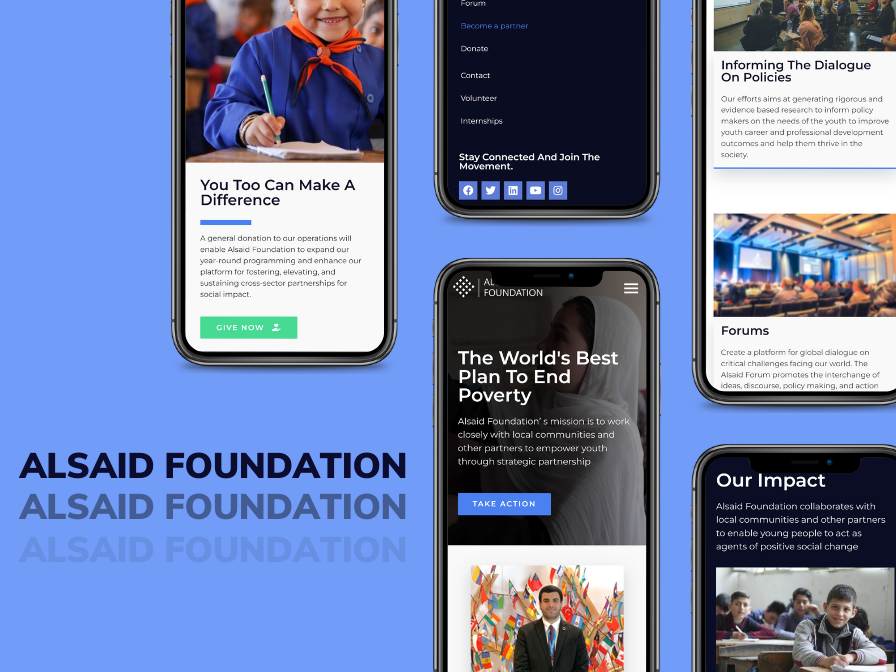 You Too Can Make A
Difference
A general donation to our operations will
enable Alsaid Foundation to expand our
year-round programming and enhance our
platform for fostering, elevating, and
sustaining cross-sector partnerships for
social impact.
GIVE NOW
ALSAID FOUNDATION
ALSAID FOUNDATION
ALSAID FOUNDATION
Forum
Become a partner
Donate
Contact
Volunteer
Internships
Stay Connected And Join The
Movement.
FOUNDATION
The World's Best
Plan To End
Poverty
Alsaid Foundation' s mission is to work
closely with local communities and
other partners to empower youth
through strategic partnership
TAKE ACTION
Informing The Dialogue
On Policies
Our efforts aims at generating rigorous and
evidence based research to inform policy
makers on the needs of the youth to improve
youth career and professional development
outcomes and help them thrive in the
society.
Forums
Create a platform for global dialogue on
critical challenges facing our world. The
Alsaid Forum promotes the interchange of
ideas, discourse, policy making, and action
Our Impact
Alsaid Foundation collaborates with
local communities and other partners
to enable young people to act as
agents of positive social change